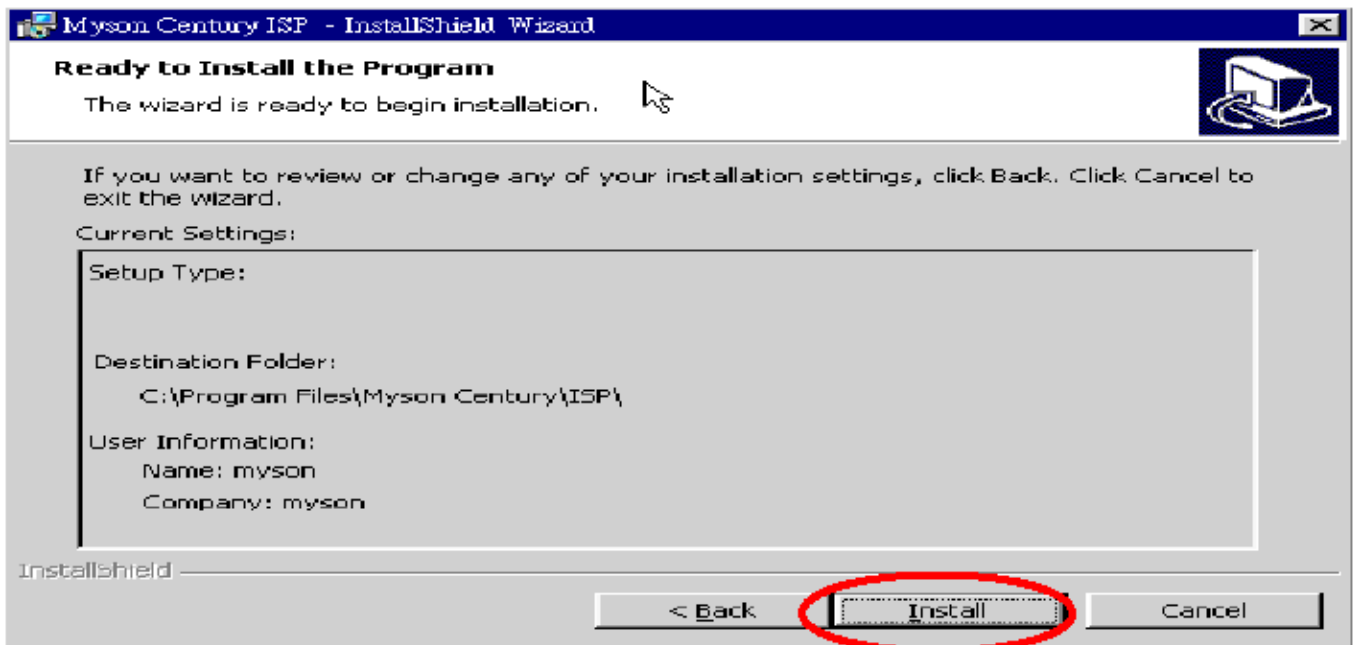 Myson Century ISP - InstallShield Wizard
Ready to Install the Program
The wizard is ready to begin installation.
If you want to review or change any of your installation settings, click Back. Click Cancel to
exit the wizard.
Current Settings:
Setup Type:
Destination Folder:
C:\Program Files\Myson Century\ISP\
User Information:
Name: myson
Company: myson
InstallShield
< Back
Install
Cancel